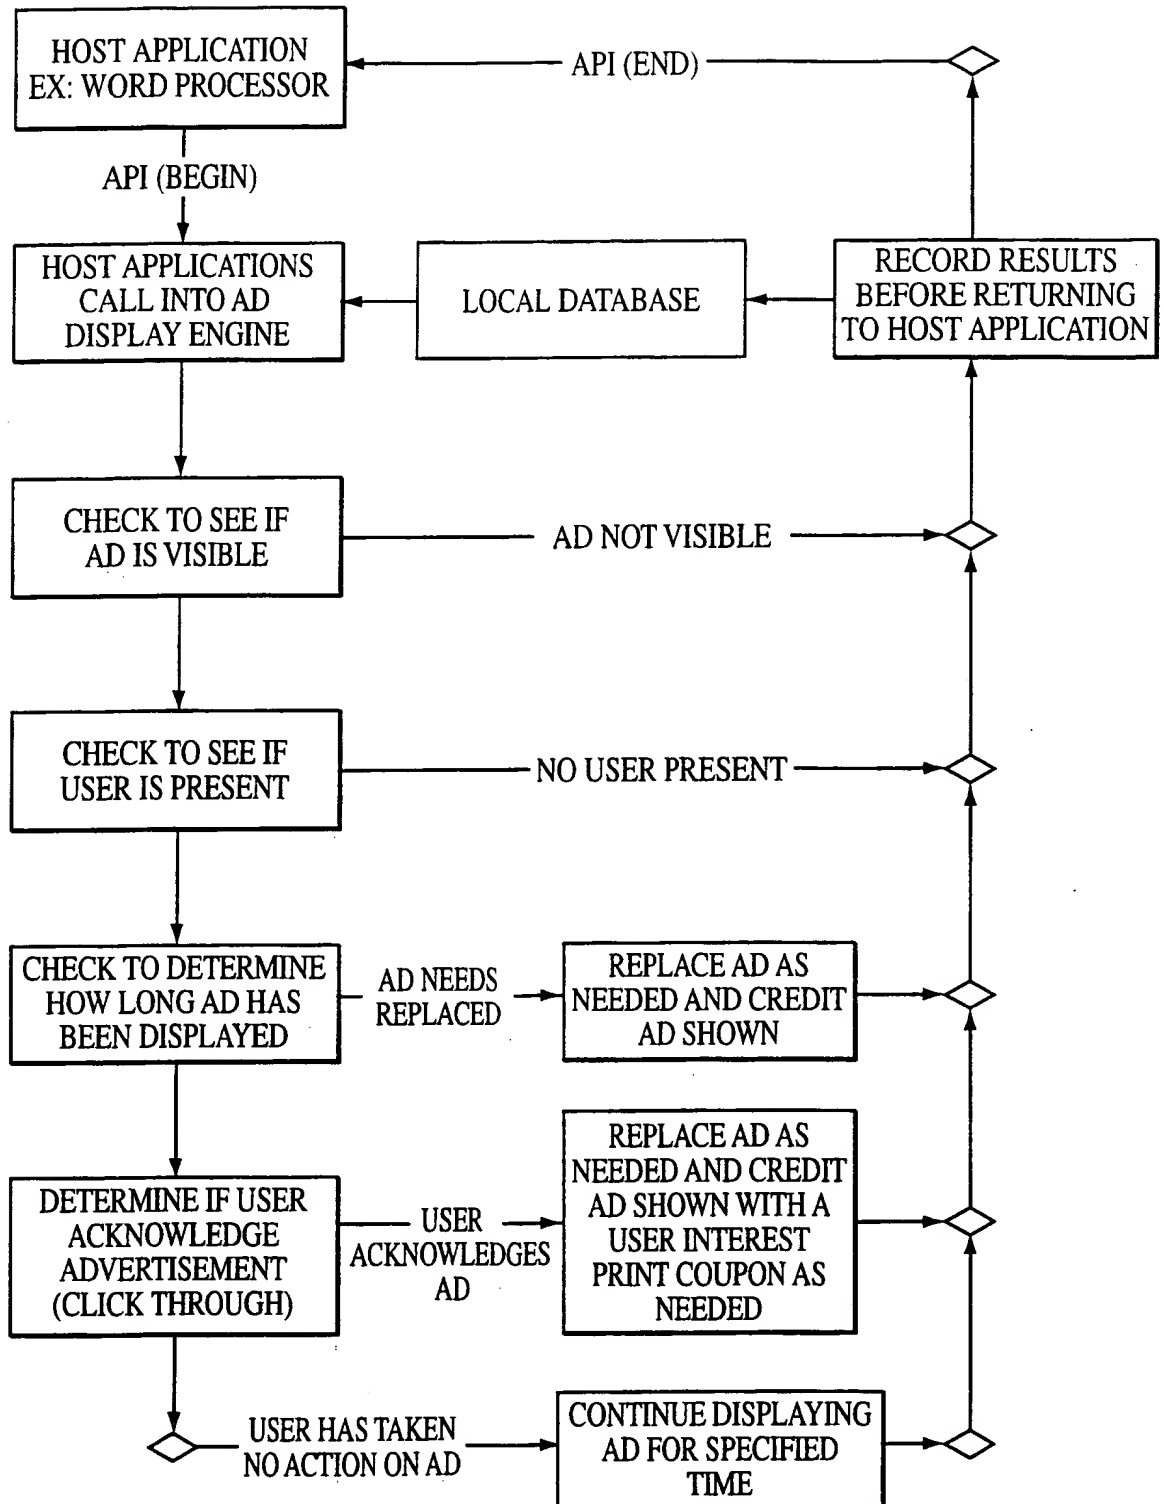 HOST APPLICATION
EX: WORD PROCESSOR
API (END)
API (BEGIN)
HOST APPLICATIONS
CALL INTO AD
DISPLAY ENGINE
LOCAL DATABASE
RECORD RESULTS
BEFORE RETURNING
TO HOST APPLICATION
CHECK TO SEE IF
AD IS VISIBLE
AD NOT VISIBLE
CHECK TO SEE IF
USER IS PRESENT
NO USER PRESENT
CHECK TO DETERMINE
HOW LONG AD HAS
BEEN DISPLAYED
AD NEEDS
REPLACED
REPLACE AD AS
NEEDED AND CREDIT
AD SHOWN
DETERMINE IF USER
ACKNOWLEDGE
ADVERTISEMENT
(CLICK THROUGH)
USER
ACKNOWLEDGES
AD
REPLACE AD AS
NEEDED AND CREDIT
AD SHOWN WITH A
USER INTEREST
PRINT COUPON AS
NEEDED
USER HAS TAKEN
NO ACTION ON AD
CONTINUE DISPLAYING
AD FOR SPECIFIED
TIME